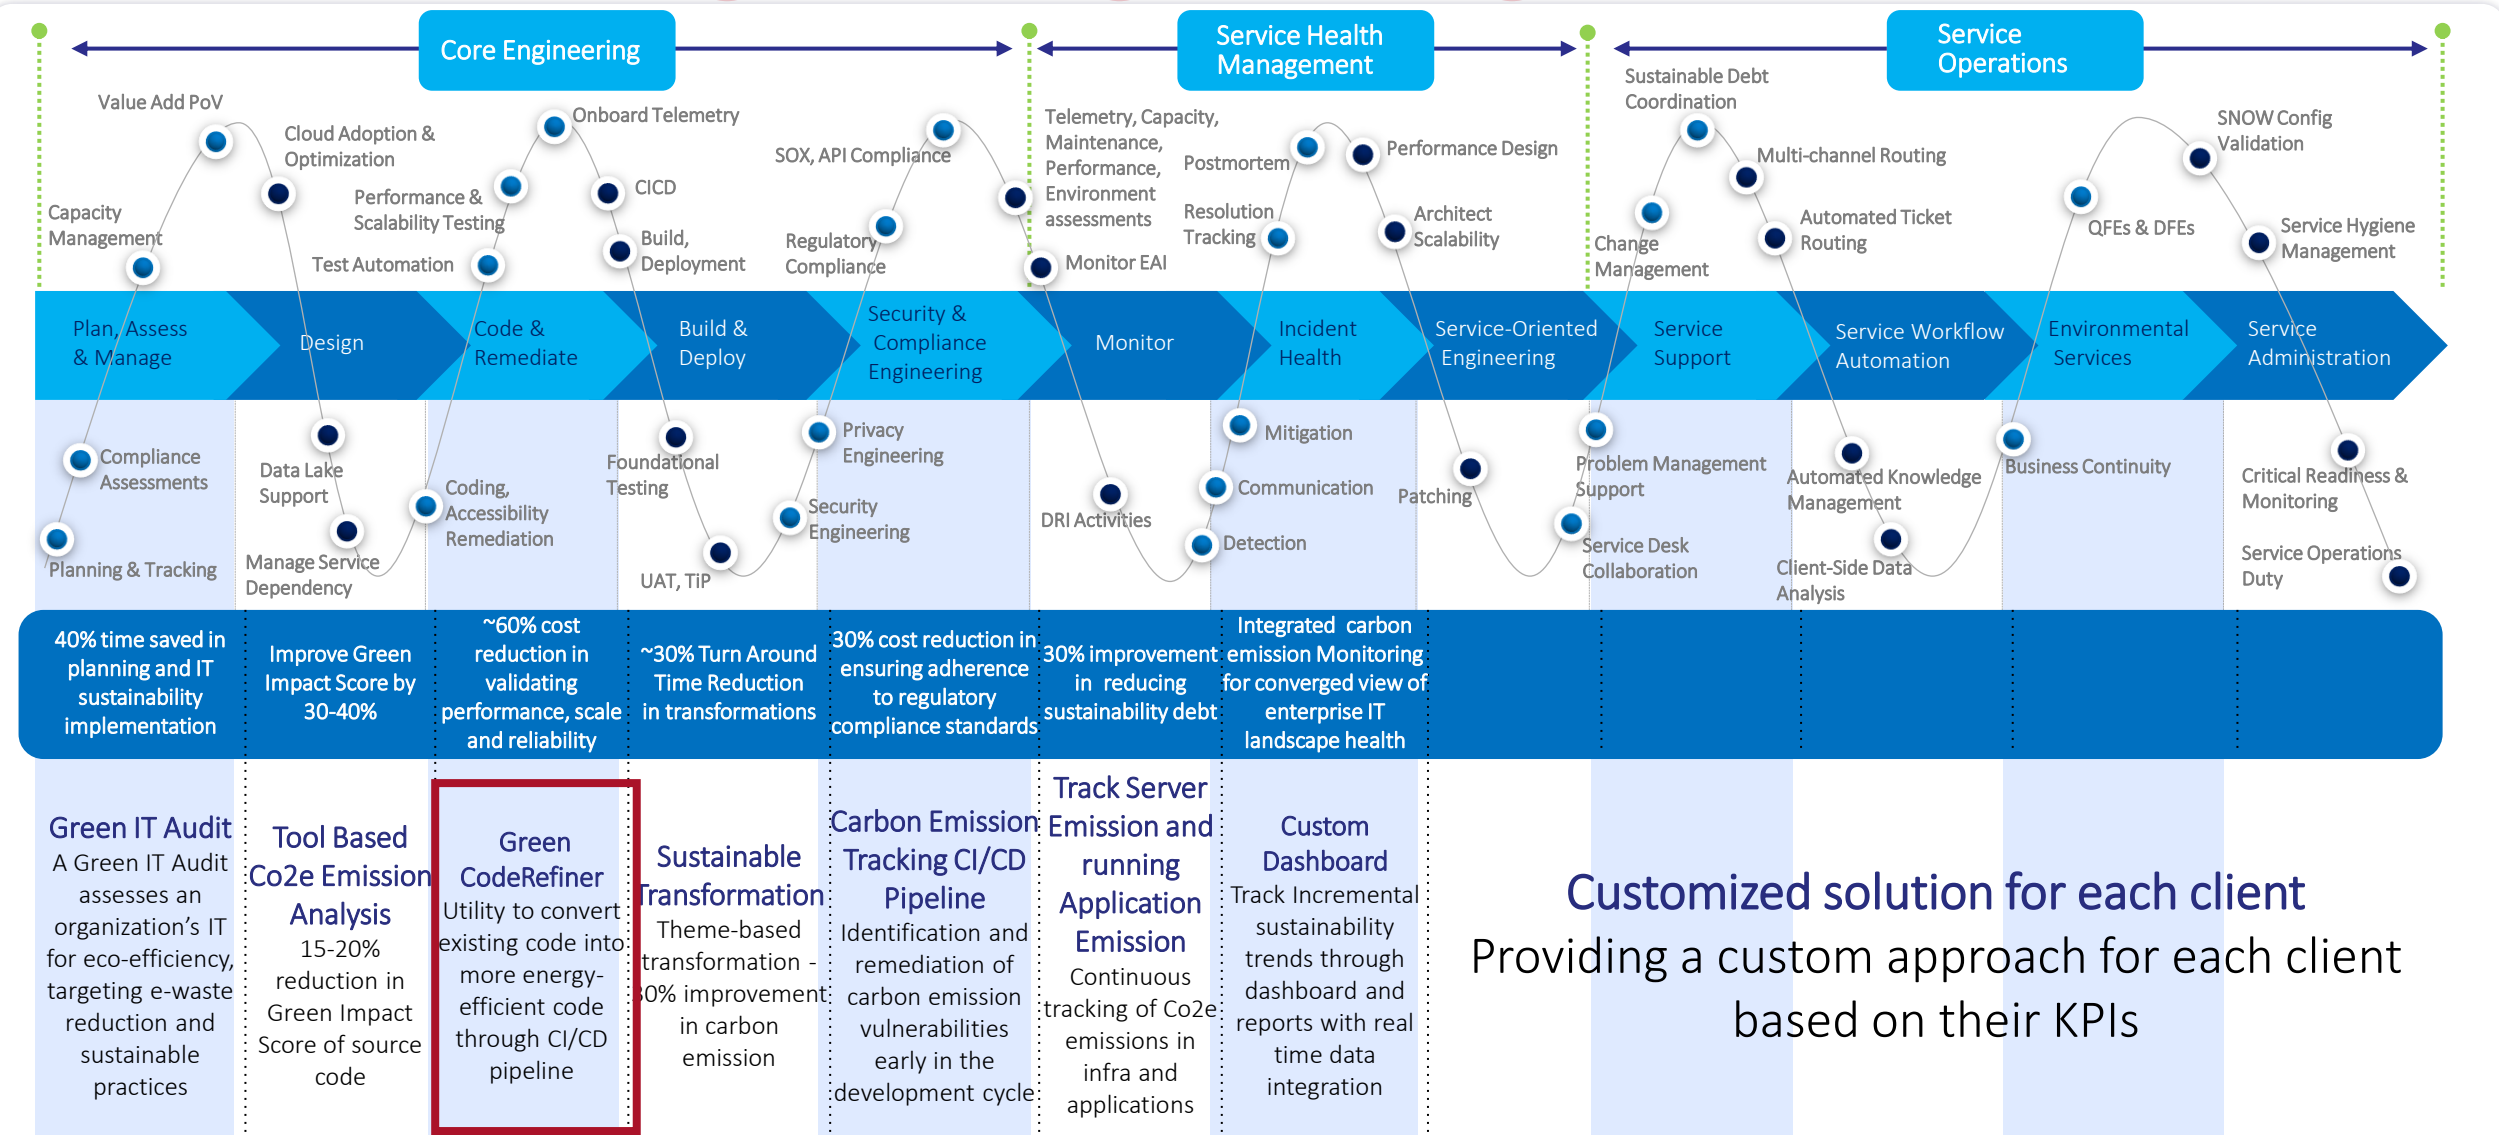 Core Engineering
Service Health
Management
Service
Operations
Value Add PoV
Cloud Adoption &
Optimization
Capacity
Management
Onboard Telemetry
Performance &
Scalability Testing
CICD
Test Automation
Build,
Deployment
SOX, API Compliance
Regulatory
Compliance
Telemetry, Capacity,
Maintenance,
Performance,
Environment
assessments
Monitor EAI
Postmortem
Performance Design
Resolution
Tracking
Architect
Scalability
Sustainable Debt
Coordination
Multi-channel Routing
Change
Management
Automated Ticket
Routing
SNOW Config
Validation
QFEs & DFEs
Service Hygiene
Management
Plan, Assess
& Manage
Design
Code &
Remediate
Build &
Deploy
Security &
Compliance
Engineering
Monitor
Incident
Health
Service-Oriented
Engineering
Service
Support
Service Workflow
Automation
Environmental
Services
Service
Administration
Compliance
Assessments
Planning & Tracking
Data Lake
Support
Manage Service
Dependency
Coding,
Accessibility
Remediation
Foundational
Testing
UAT, TiP
Privacy
Engineering
Security
Engineering
DRI Activities
Mitigation
Communication
Detection
Patching
Problem Management
Support
Service Desk
Collaboration
Automated Knowledge
Management
Client-Side Data
Analysis
Business Continuity
Critical Readiness &
Monitoring
Service Operations
Duty
40% time saved in
planning and IT
sustainability
implementation
Improve Green
Impact Score by
30-40%
~60% cost
reduction in
validating
performance, scale
and reliability
~30% Turn Around
Time Reduction
in transformations
30% cost reduction in
ensuring adherence
to regulatory
compliance standards
30% improvement
in reducing
sustainability debt
Integrated carbon
emission Monitoring
for converged view of
enterprise IT
landscape health
Green IT Audit
A Green IT Audit
assesses an
organization’s IT
for eco-efficiency,
targeting e-waste
reduction and
sustainable
practices
Tool Based
Co2e Emission
Analysis
15-20%
reduction in
Green Impact
Score of source
code
Green
CodeRefiner
Utility to convert
existing code into
more energy-
efficient code
through CI/CD
pipeline
Sustainable
Transformation
Theme-based
transformation -
30% improvement
in carbon
emission
Carbon Emission
Tracking CI/CD
Pipeline
Identification and
remediation of
carbon emission
vulnerabilities
early in the
development cycle
Track Server
Emission and
running
Application
Emission
Continuous
tracking of Co2e
emissions in
infra and
applications
Custom
Dashboard
Track Incremental
sustainability
trends through
dashboard and
reports with real
time data
integration
Customized solution for each client
Providing a custom approach for each client
based on their KPIs